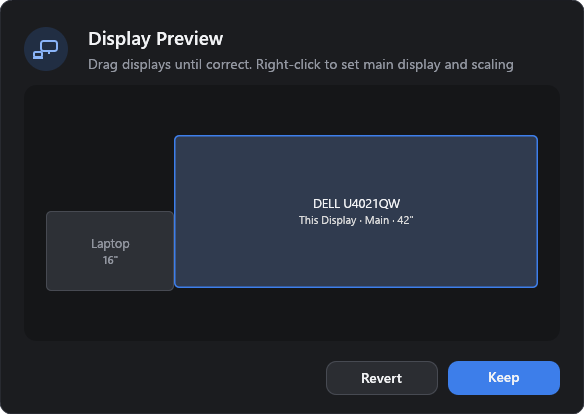 Display Preview
Drag displays until correct. Right-click to set main display and scaling
DELL U4021QW
This Display · Main · 42"
Laptop
16"
Revert
Keep